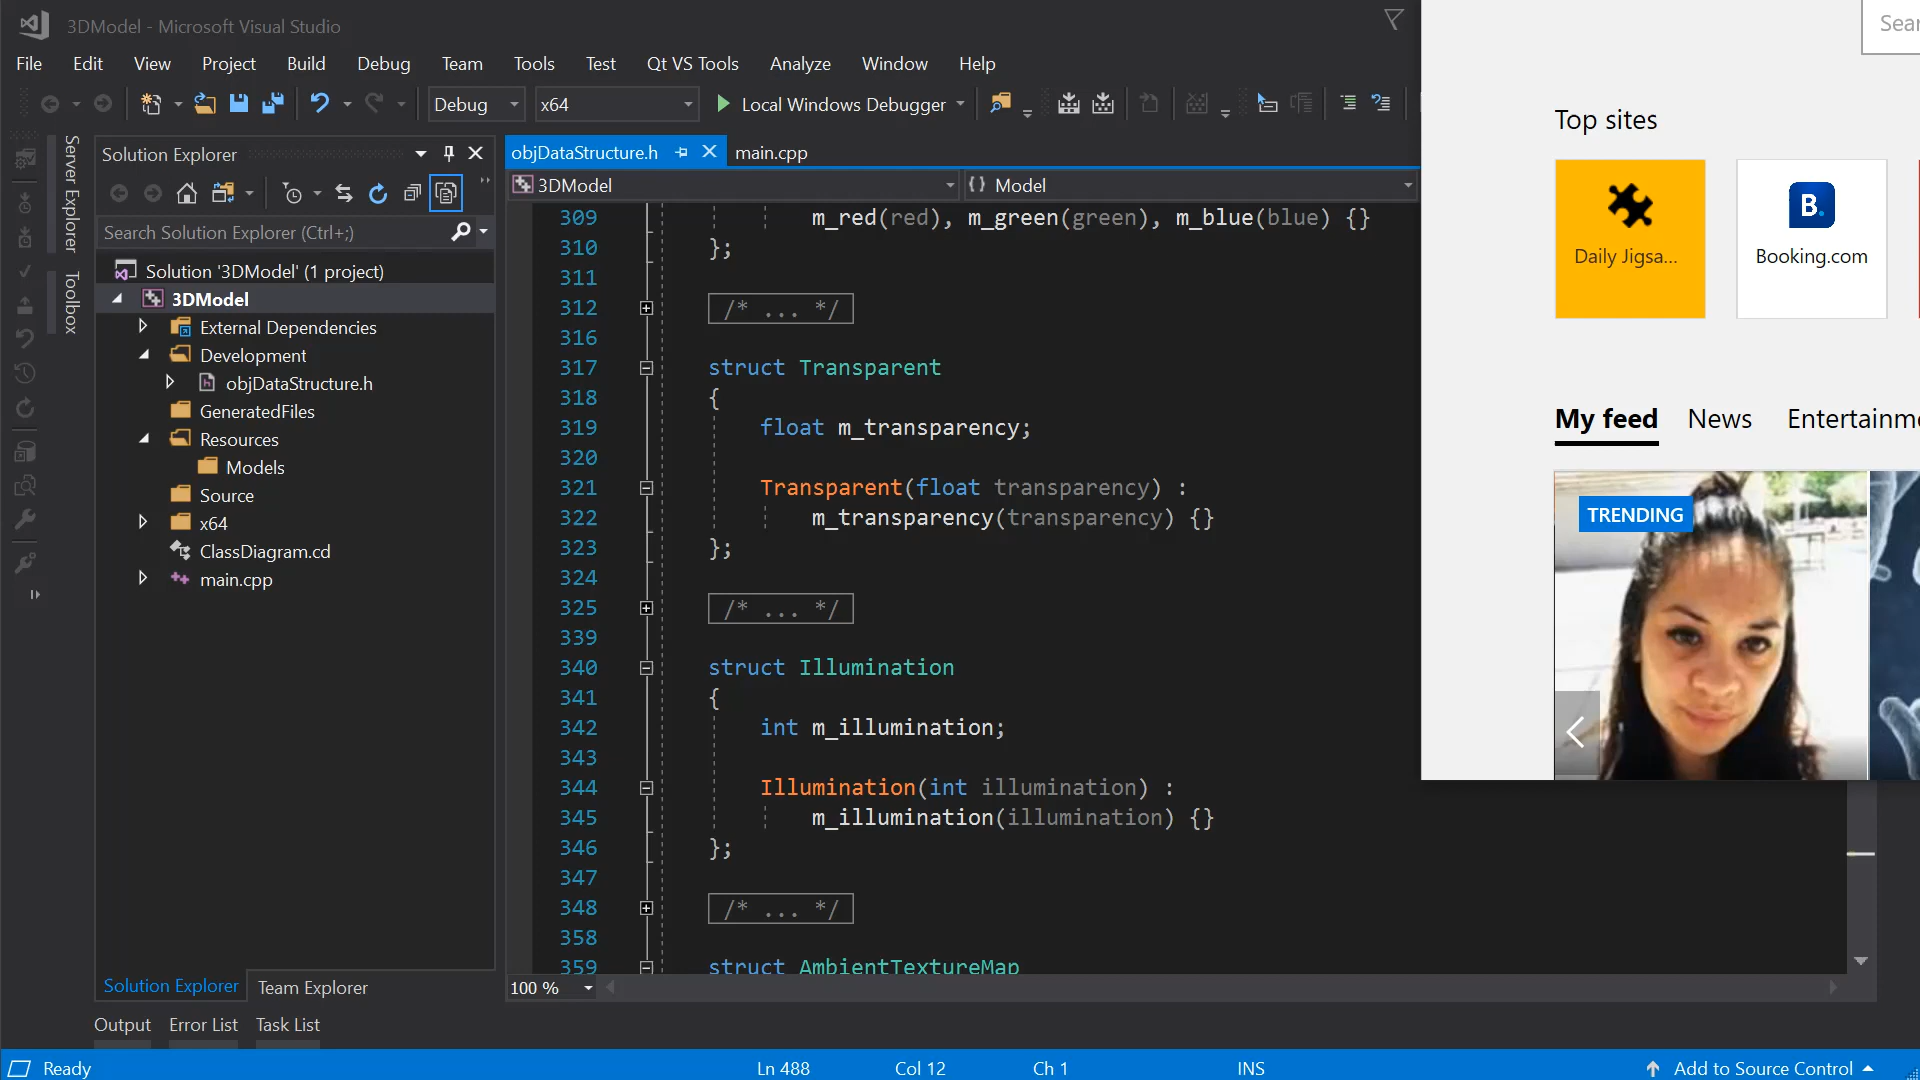 3DModel - Microsoft Visual Studio
File Edit View Project Build Debug Team Tools Test Qt VS Tools Analyze Window Help
Debug x64 Local Windows Debugger
Server Explorer
Toolbox
Solution Explorer
Search Solution Explorer (Ctrl+;)
Solution '3DModel' (1 project)
3DModel
External Dependencies
Development
objDataStructure.h
GeneratedFiles
Resources
Models
Source
x64
ClassDiagram.cd
main.cpp
Solution Explorer Team Explorer
objDataStructure.h main.cpp
3DModel {} Model
309 m_red(red), m_green(green), m_blue(blue) {}
310 };
311
312 /* ... */
316
317 struct Transparent
318 {
319 float m_transparency;
320
321 Transparent(float transparency) :
322 m_transparency(transparency) {}
323 };
324
325 /* ... */
339
340 struct Illumination
341 {
342 int m_illumination;
343
344 Illumination(int illumination) :
345 m_illumination(illumination) {}
346 };
347
348 /* ... */
358
359 struct AmbientTextureMap
100 %
Output Error List Task List
Ready Ln 488 Col 12 Ch 1 INS Add to Source Control
Sear
Top sites
Daily Jigsa...
B.
Booking.com
My feed News Entertainme
TRENDING